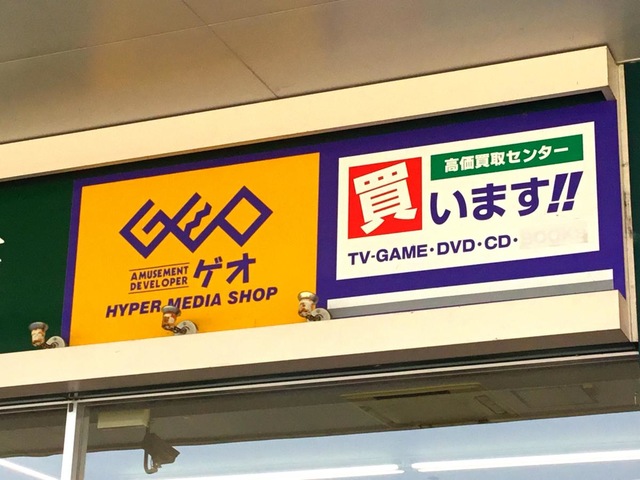 GEO
AMUSEMENT
DEVELOPER
ゲオ
HYPER MEDIA SHOP
高価買取センター
買います!!
TV-GAME・DVD・CD・